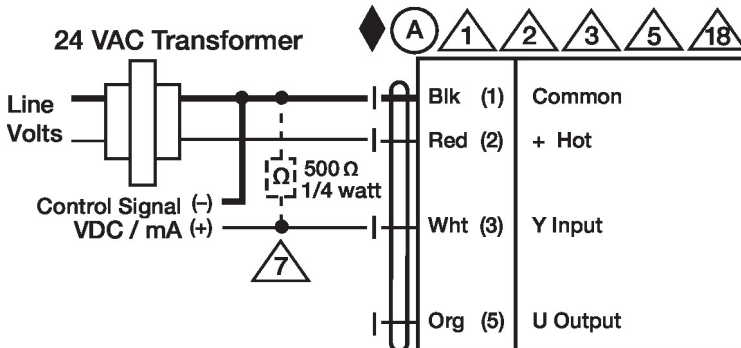 24 VAC Transformer
A 1 2 3 5 18
Line
Volts
Blk (1) Common
Red (2) + Hot
Ω 500 Ω
1/4 watt
Control Signal (–)
VDC / mA (+)
Wht (3) Y Input
7
Org (5) U Output